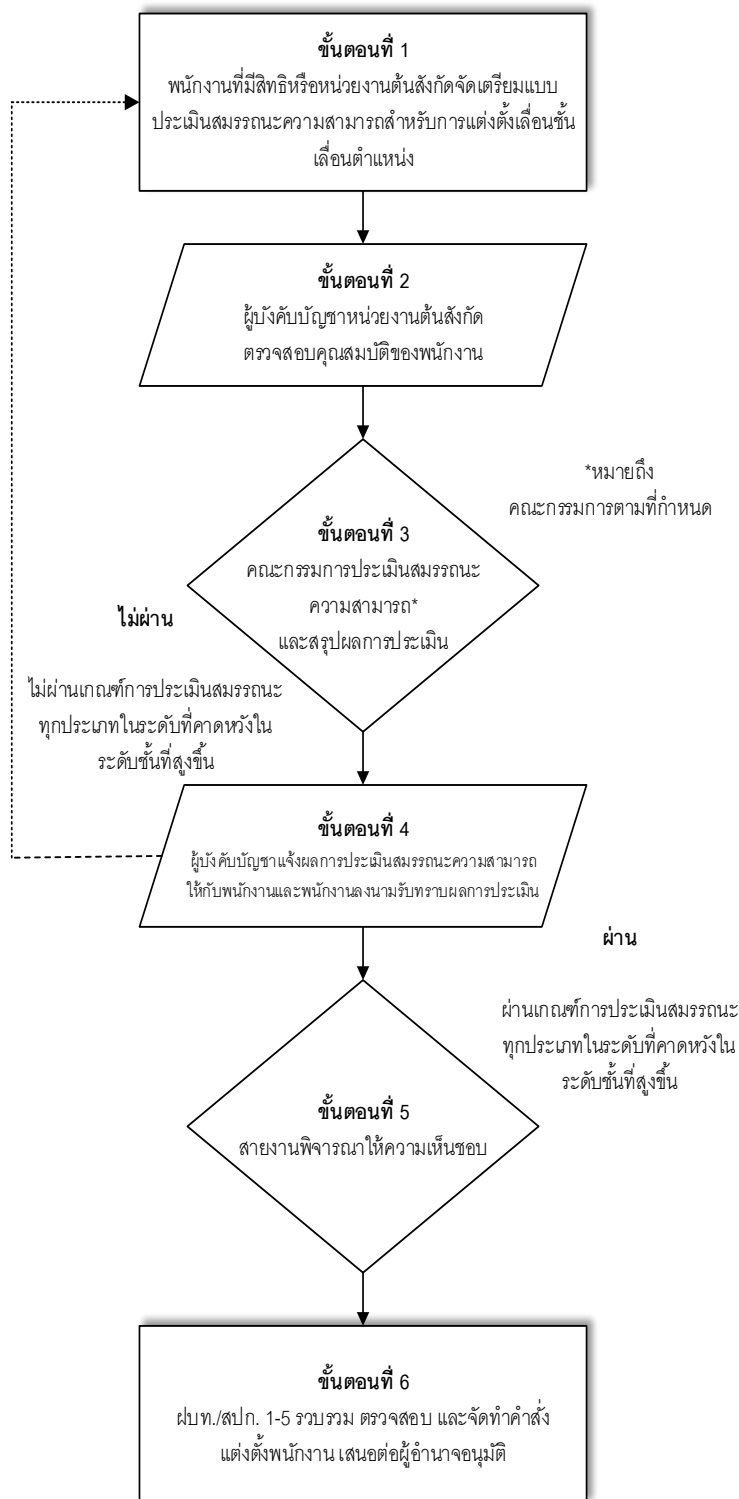 ขั้นตอนที่ 1
พนักงานที่มีสิทธิหรือหน่วยงานต้นสังกัดจัดเตรียมแบบ
ประเมินสมรรถนะความสามารถสำหรับการแต่งตั้งเลื่อนชั้น
เลื่อนตำแหน่ง
ขั้นตอนที่ 2
ผู้บังคับบัญชาหน่วยงานต้นสังกัด
ตรวจสอบคุณสมบัติของพนักงาน
*หมายถึง
คณะกรรมการตามที่กำหนด
ขั้นตอนที่ 3
คณะกรรมการประเมินสมรรถนะ
ความสามารถ*
และสรุปผลการประเมิน
ไม่ผ่าน
ไม่ผ่านเกณฑ์การประเมินสมรรถนะ
ทุกประเภทในระดับที่คาดหวังใน
ระดับชั้นที่สูงขึ้น
ขั้นตอนที่ 4
ผู้บังคับบัญชาแจ้งผลการประเมินสมรรถนะความสามารถ
ให้กับพนักงานและพนักงานลงนามรับทราบผลการประเมิน
ผ่าน
ผ่านเกณฑ์การประเมินสมรรถนะ
ทุกประเภทในระดับที่คาดหวังใน
ระดับชั้นที่สูงขึ้น
ขั้นตอนที่ 5
สายงานพิจารณาให้ความเห็นชอบ
ขั้นตอนที่ 6
ฝบท./สปก. 1-5 รวบรวม ตรวจสอบ และจัดทำคำสั่ง
แต่งตั้งพนักงาน เสนอต่อผู้อำนาจอนุมัติ